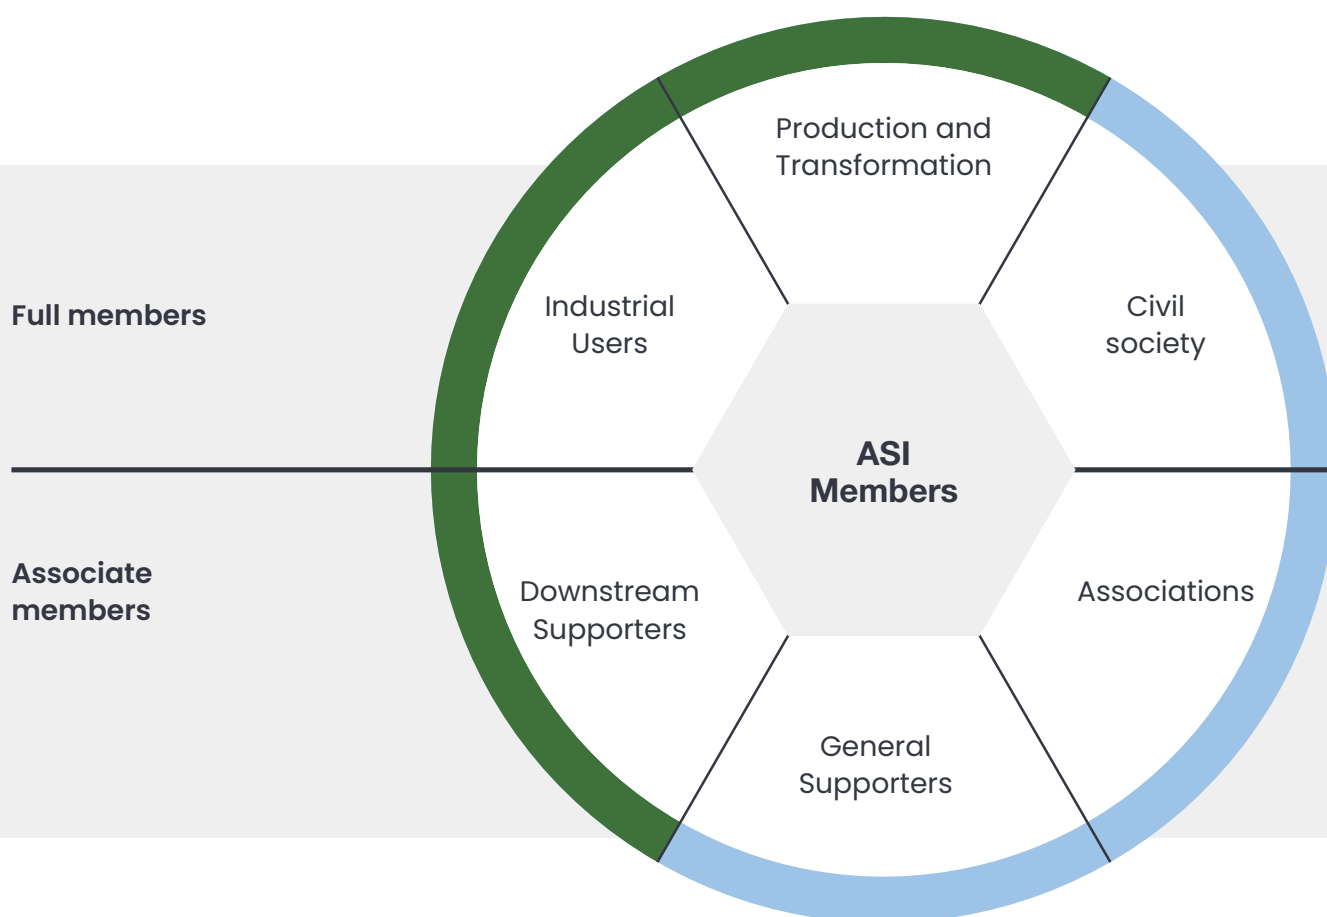 Production and
Transformation
Full members
Industrial
Users
Civil
society
ASI
Members
Associate
members
Downstream
Supporters
Associations
General
Supporters